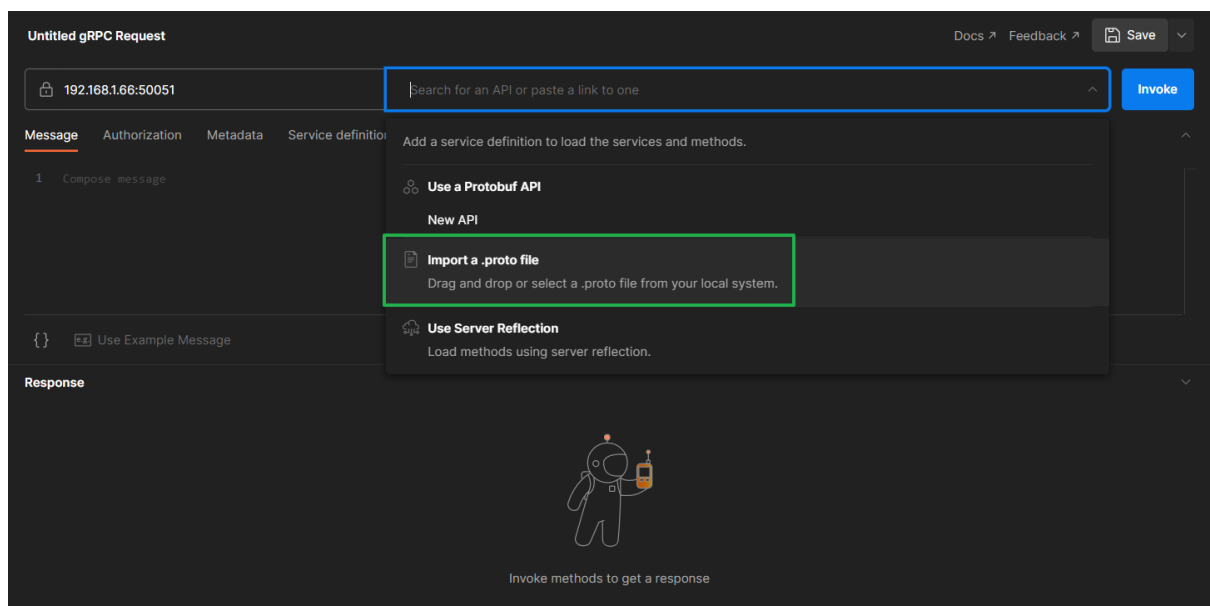 Untitled gRPC Request
Docs ↗ Feedback ↗ Save
192.168.1.66:50051
Search for an API or paste a link to one
Invoke
Message Authorization Metadata Service definition
Add a service definition to load the services and methods.
1 Compose message
Use a Protobuf API
New API
Import a .proto file
Drag and drop or select a .proto file from your local system.
Use Server Reflection
Load methods using server reflection.
{} e.g. Use Example Message
Response
Invoke methods to get a response